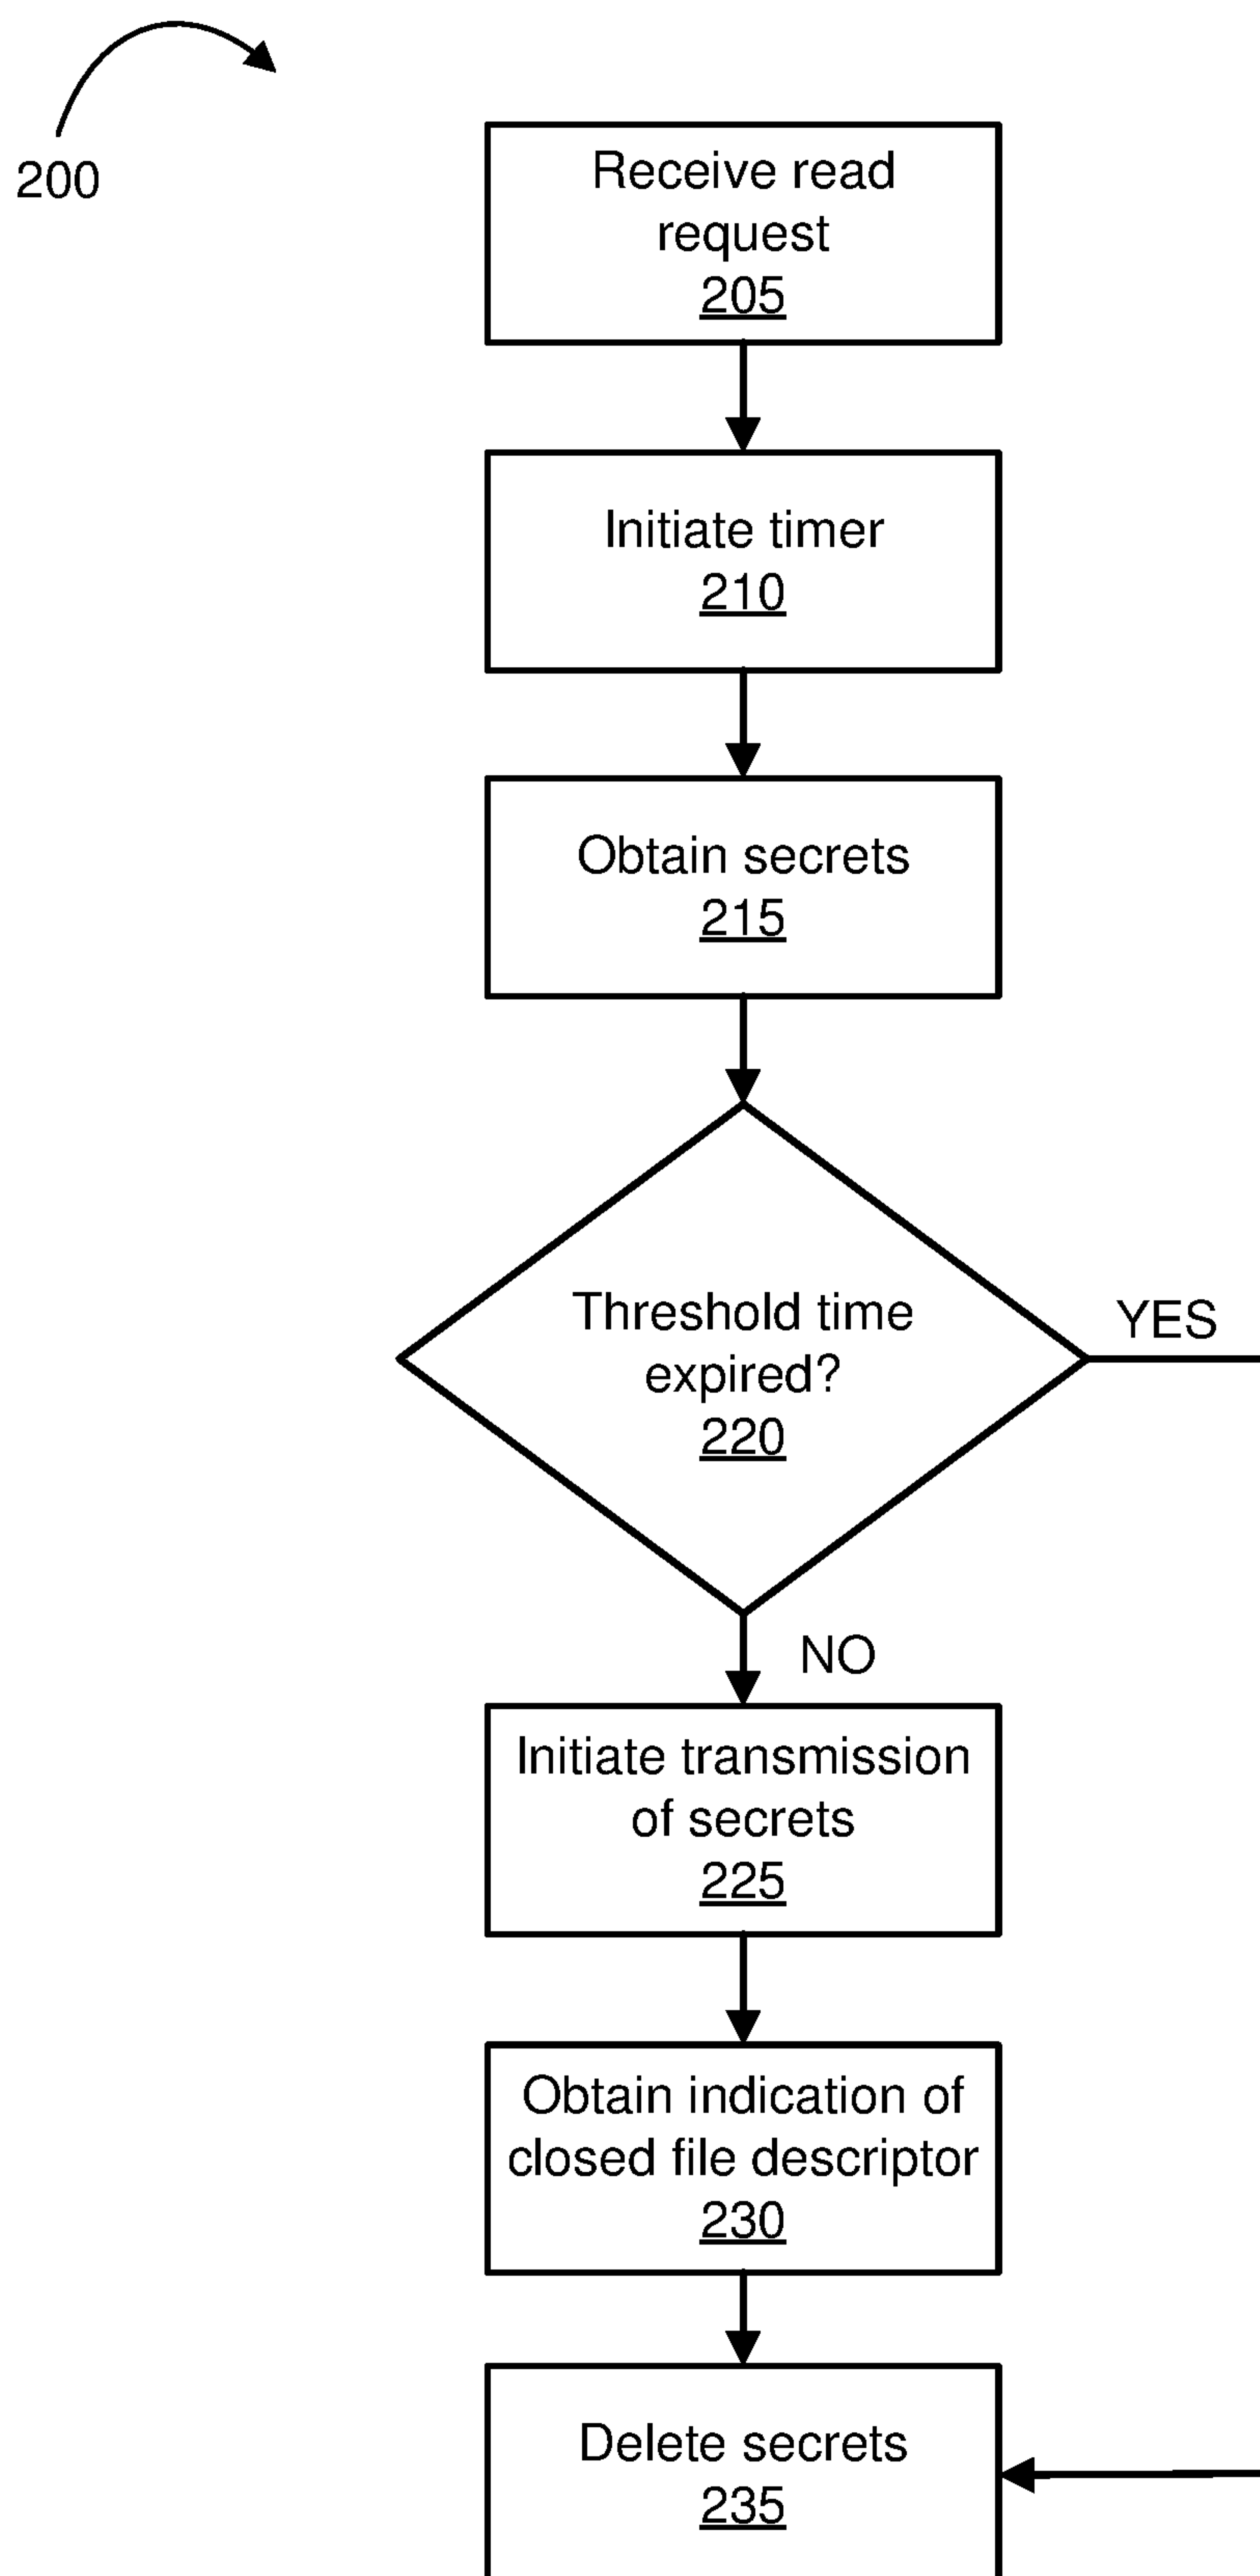 200
Receive read
request
205
Initiate timer
210
Obtain secrets
215
Threshold time
expired?
220
YES
NO
Initiate transmission
of secrets
225
Obtain indication of
closed file descriptor
230
Delete secrets
235